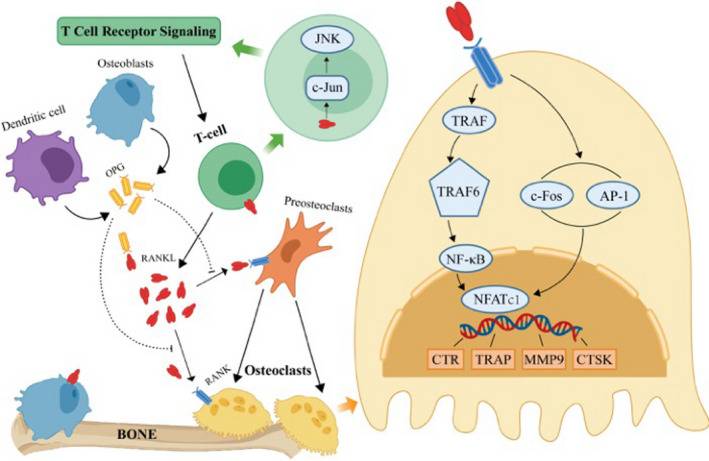 T Cell Receptor Signaling
JNK
c-Jun
Osteoblasts
Dendritic cell
T-cell
OPG
RANKL
Preosteoclasts
RANK
Osteoclasts
BONE
TRAF
TRAF6
c-Fos
AP-1
NF-κB
NFATc1
CTR
TRAP
MMP9
CTSK